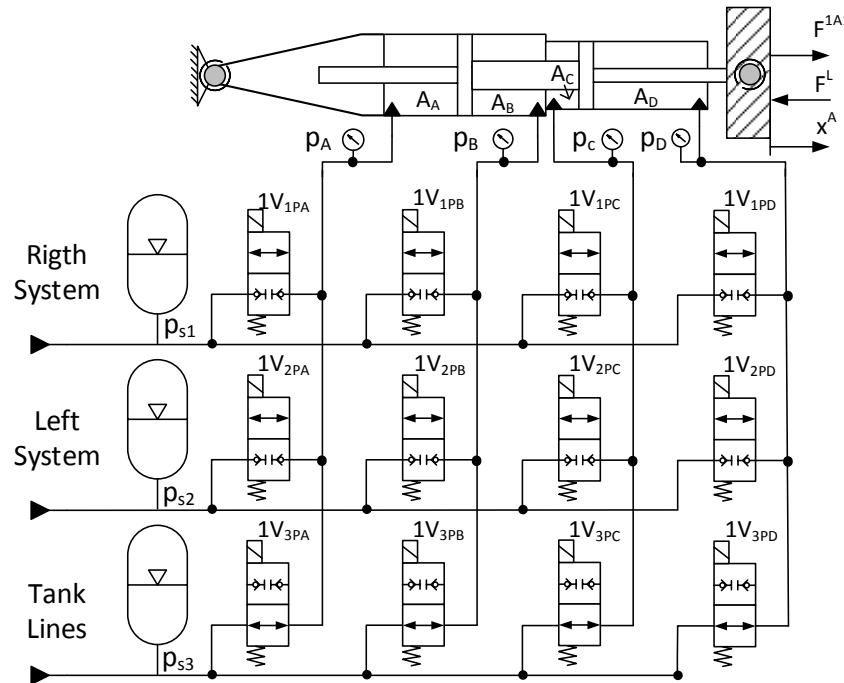 F^1A
A_A
A_B
A_C
A_D
F^L
x^A
p_A
p_B
p_c
p_D
1V_1PA
1V_1PB
1V_1PC
1V_1PD
Rigth
System
p_s1
1V_2PA
1V_2PB
1V_2PC
1V_2PD
Left
System
p_s2
1V_3PA
1V_3PB
1V_3PC
1V_3PD
Tank
Lines
p_s3